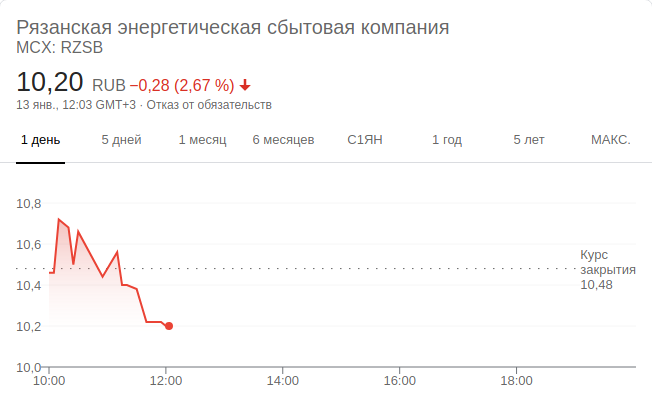 Рязанская энергетическая сбытовая компания
MCX: RZSB
10,20 RUB −0,28 (2,67 %)
13 янв., 12:03 GMT+3 · Отказ от обязательств
1 день 5 дней 1 месяц 6 месяцев С1ЯН 1 год 5 лет МАКС.
10,8
10,6
Курс
закрытия
10,48
10,4
10,2
10,0
10:00 12:00 14:00 16:00 18:00